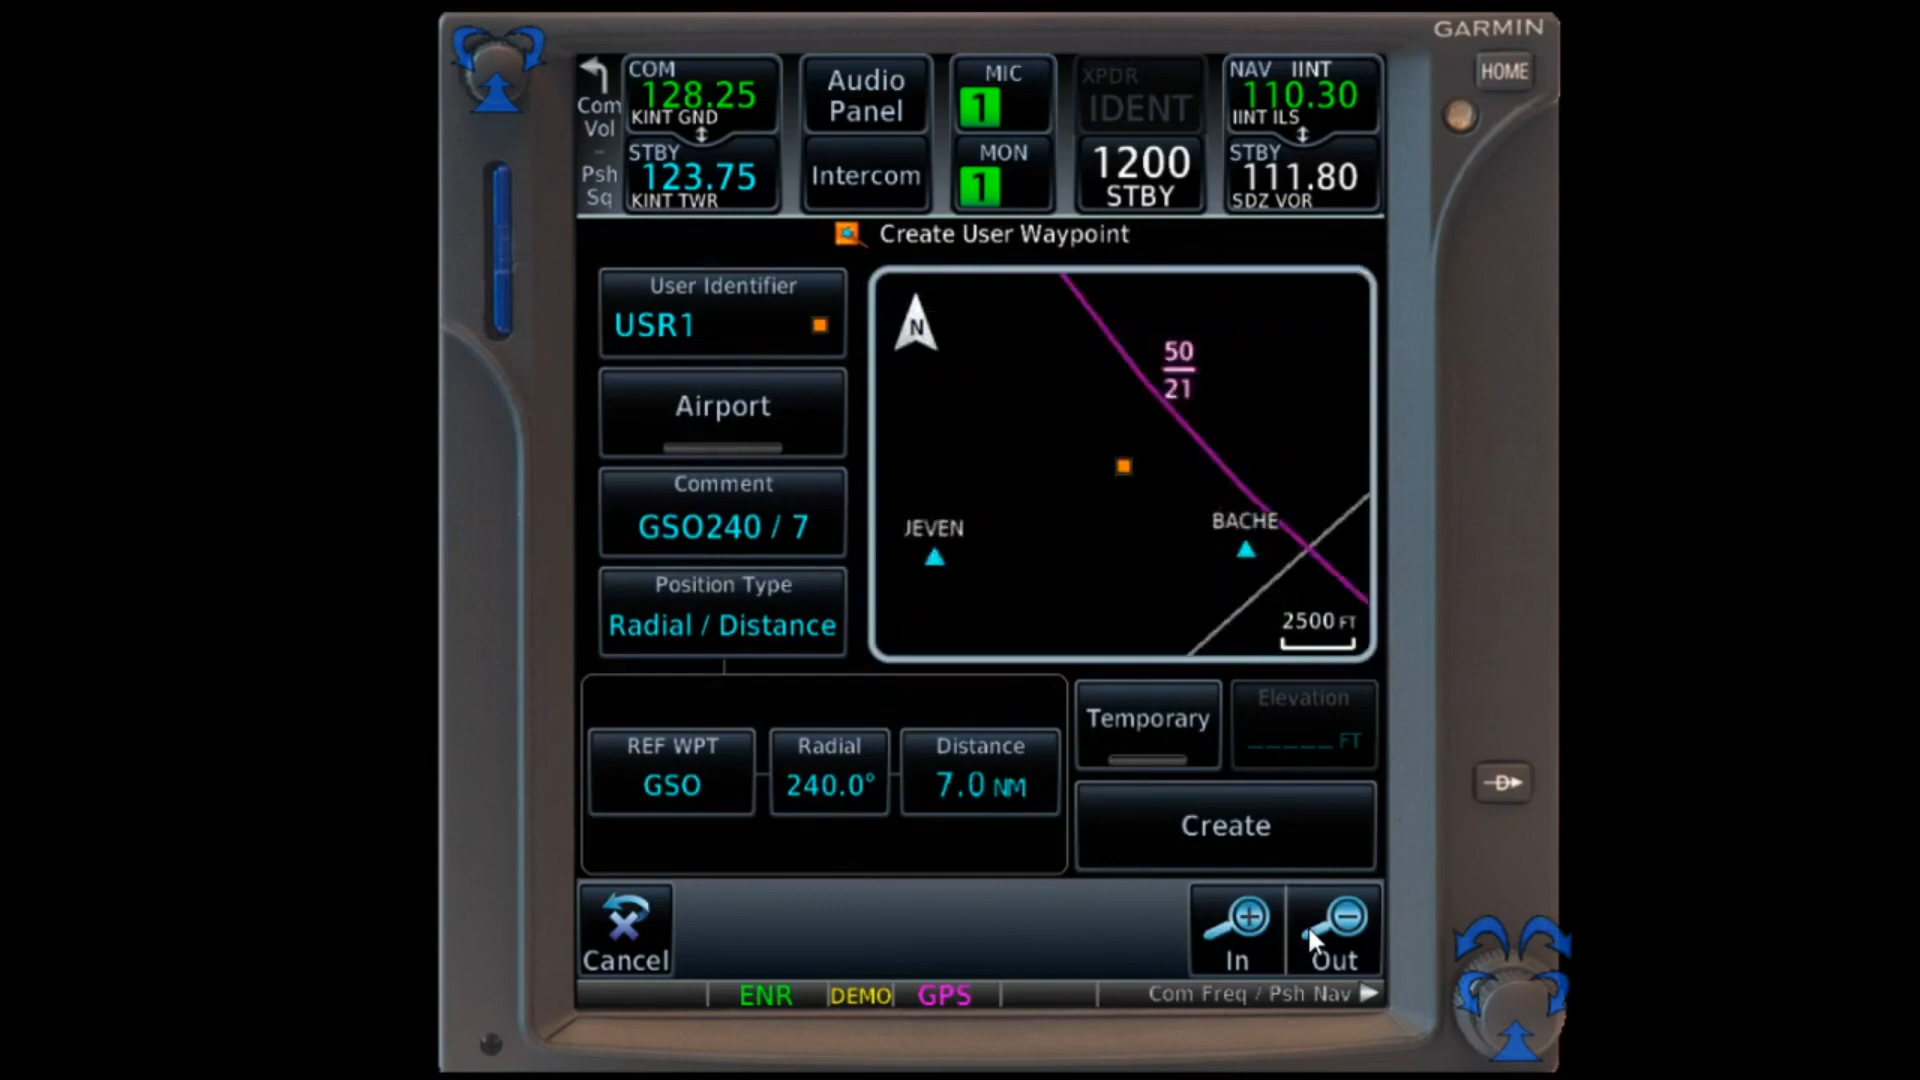 GARMIN
HOME
Com
Vol
-
Psh
Sq
COM
128.25
KINT GND
STBY
123.75
KINT TWR
Audio
Panel
Intercom
MIC
1
MON
1
XPDR
IDENT
1200
STBY
NAV IINT
110.30
IINT ILS
STBY
111.80
SDZ VOR
Create User Waypoint
User Identifier
USR1
Airport
Comment
GSO240 / 7
Position Type
Radial / Distance
N
50
21
JEVEN
BACHE
2500 FT
REF WPT
GSO
Radial
240.0°
Distance
7.0 NM
Temporary
Elevation
_____ FT
Create
D
Cancel
In
Out
ENR
DEMO
GPS
Com Freq / Psh Nav